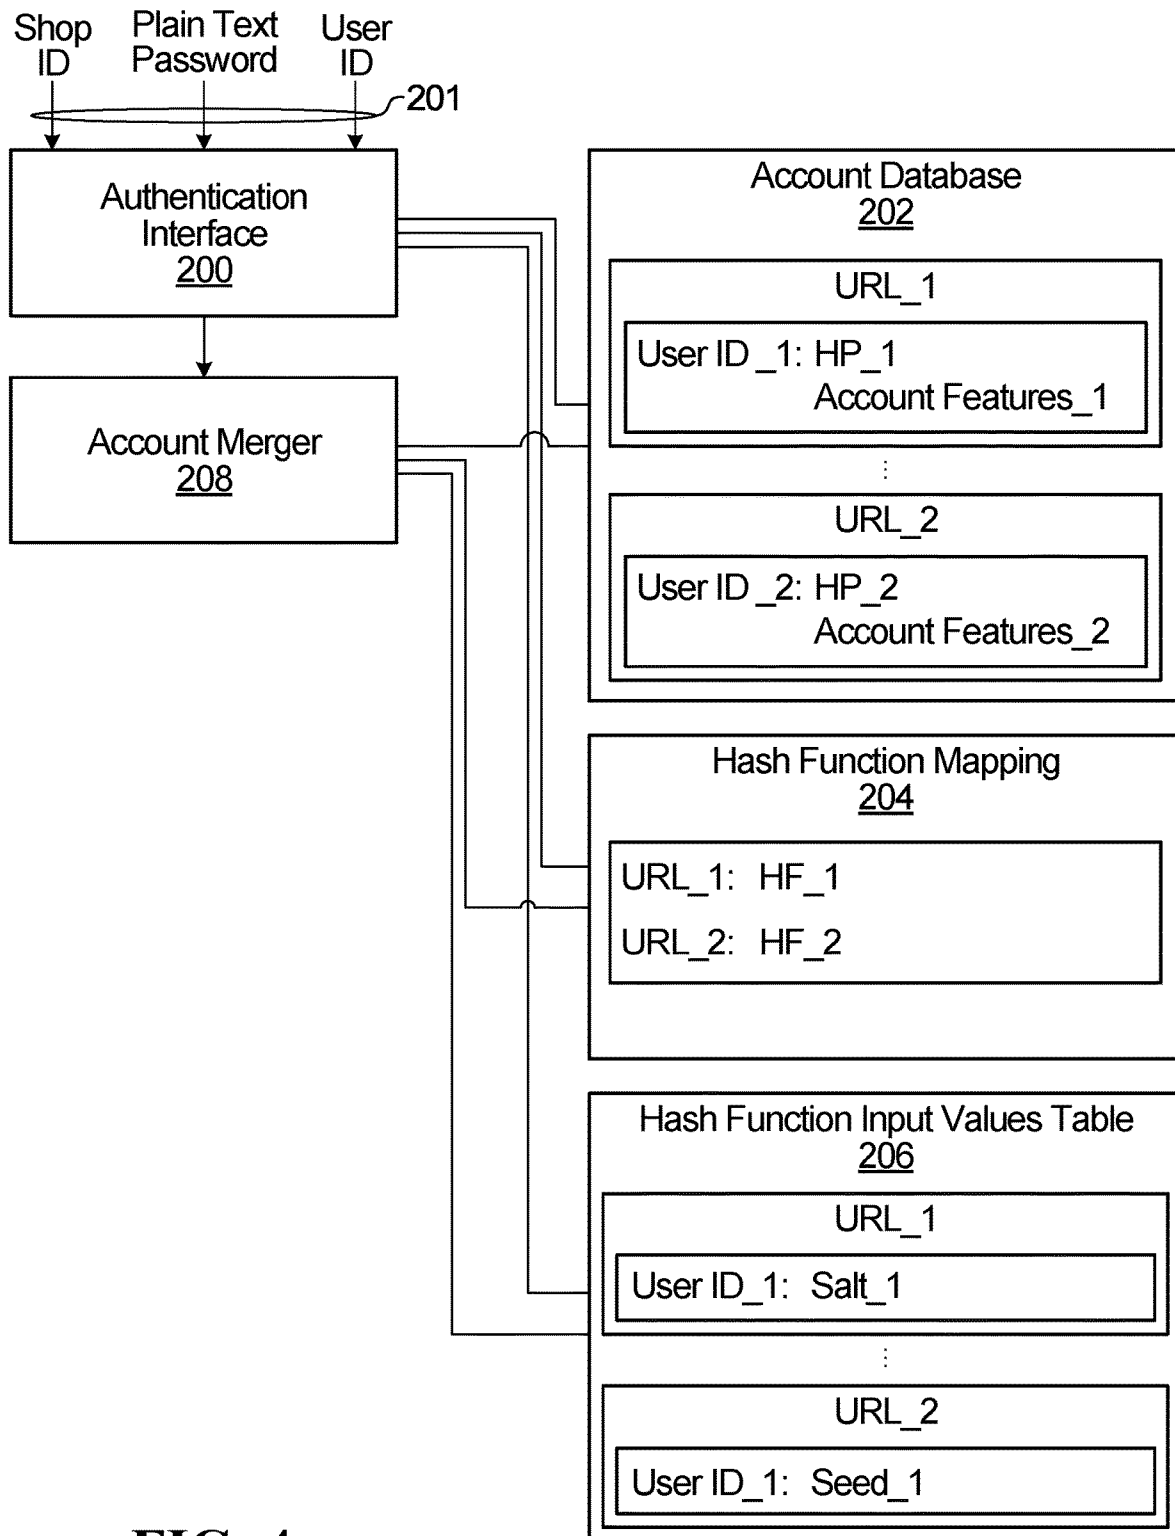 Shop
ID
Plain Text
Password
User
ID
201
Authentication
Interface
200
Account Merger
208
Account Database
202
URL_1
User ID _1: HP_1
Account Features_1
URL_2
User ID _2: HP_2
Account Features_2
Hash Function Mapping
204
URL_1: HF_1
URL_2: HF_2
Hash Function Input Values Table
206
URL_1
User ID_1: Salt_1
URL_2
User ID_1: Seed_1